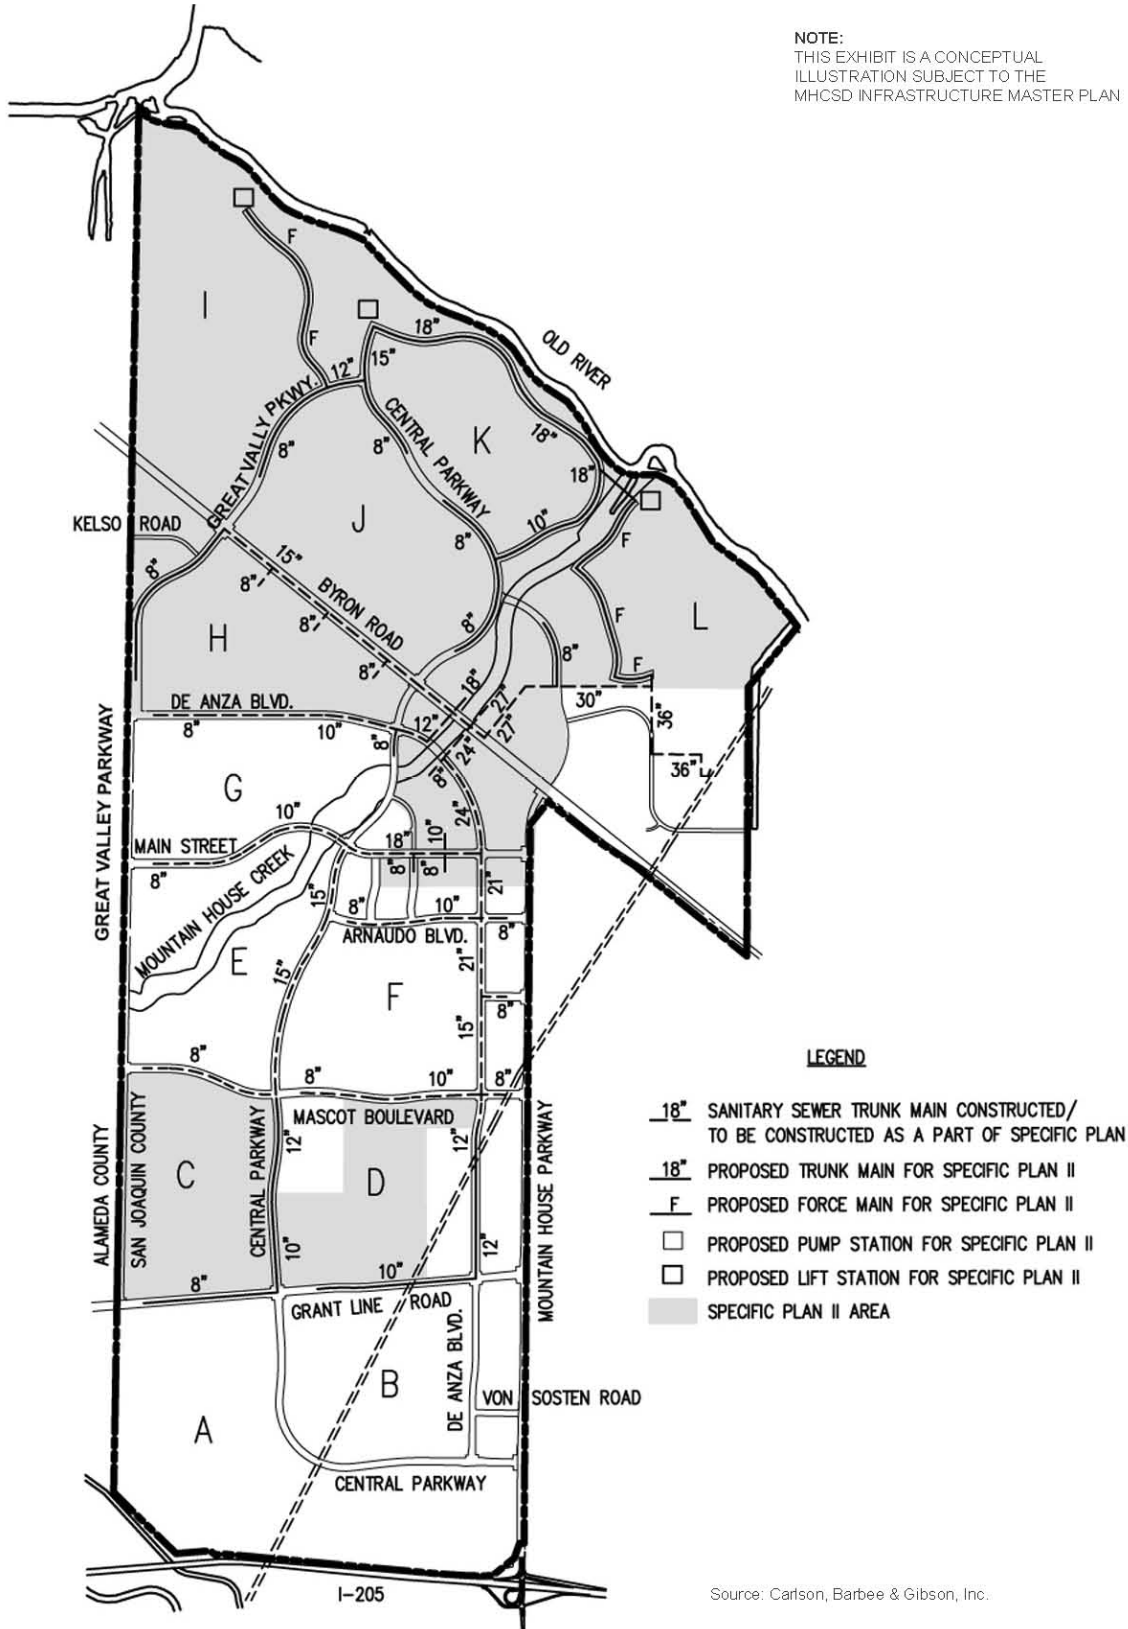 NOTE:
THIS EXHIBIT IS A CONCEPTUAL
ILLUSTRATION SUBJECT TO THE
MHCSD INFRASTRUCTURE MASTER PLAN
F
I
F
18"
OLD RIVER
12"
15"
GREAT VALLY PKWY.
CENTRAL PARKWAY
K
8"
8"
18"
18"
J
KELSO ROAD
10"
8"
F
15"
8"
8"
BYRON ROAD
F
L
8"
8"
H
8"
8"
F
18"
27"
30"
DE ANZA BLVD.
36"
8"
10"
12"
27"
8"
24"
36"
8"
GREAT VALLEY PARKWAY
G
10"
24"
MAIN STREET
18"
10"
8"
8"
8"
21"
MOUNTAIN HOUSE CREEK
15"
8"
10"
ARNAUDO BLVD.
8"
E
21"
15"
F
8"
15"
8"
8"
10"
8"
MASCOT BOULEVARD
ALAMEDA COUNTY
SAN JOAQUIN COUNTY
CENTRAL PARKWAY
12"
12"
MOUNTAIN HOUSE PARKWAY
C
D
10"
12"
8"
10"
GRANT LINE ROAD
B
DE ANZA BLVD.
VON SOSTEN ROAD
A
CENTRAL PARKWAY
I-205
LEGEND
18" SANITARY SEWER TRUNK MAIN CONSTRUCTED/
TO BE CONSTRUCTED AS A PART OF SPECIFIC PLAN
18" PROPOSED TRUNK MAIN FOR SPECIFIC PLAN II
F PROPOSED FORCE MAIN FOR SPECIFIC PLAN II
PROPOSED PUMP STATION FOR SPECIFIC PLAN II
PROPOSED LIFT STATION FOR SPECIFIC PLAN II
SPECIFIC PLAN II AREA
Source: Carlson, Barbee & Gibson, Inc.